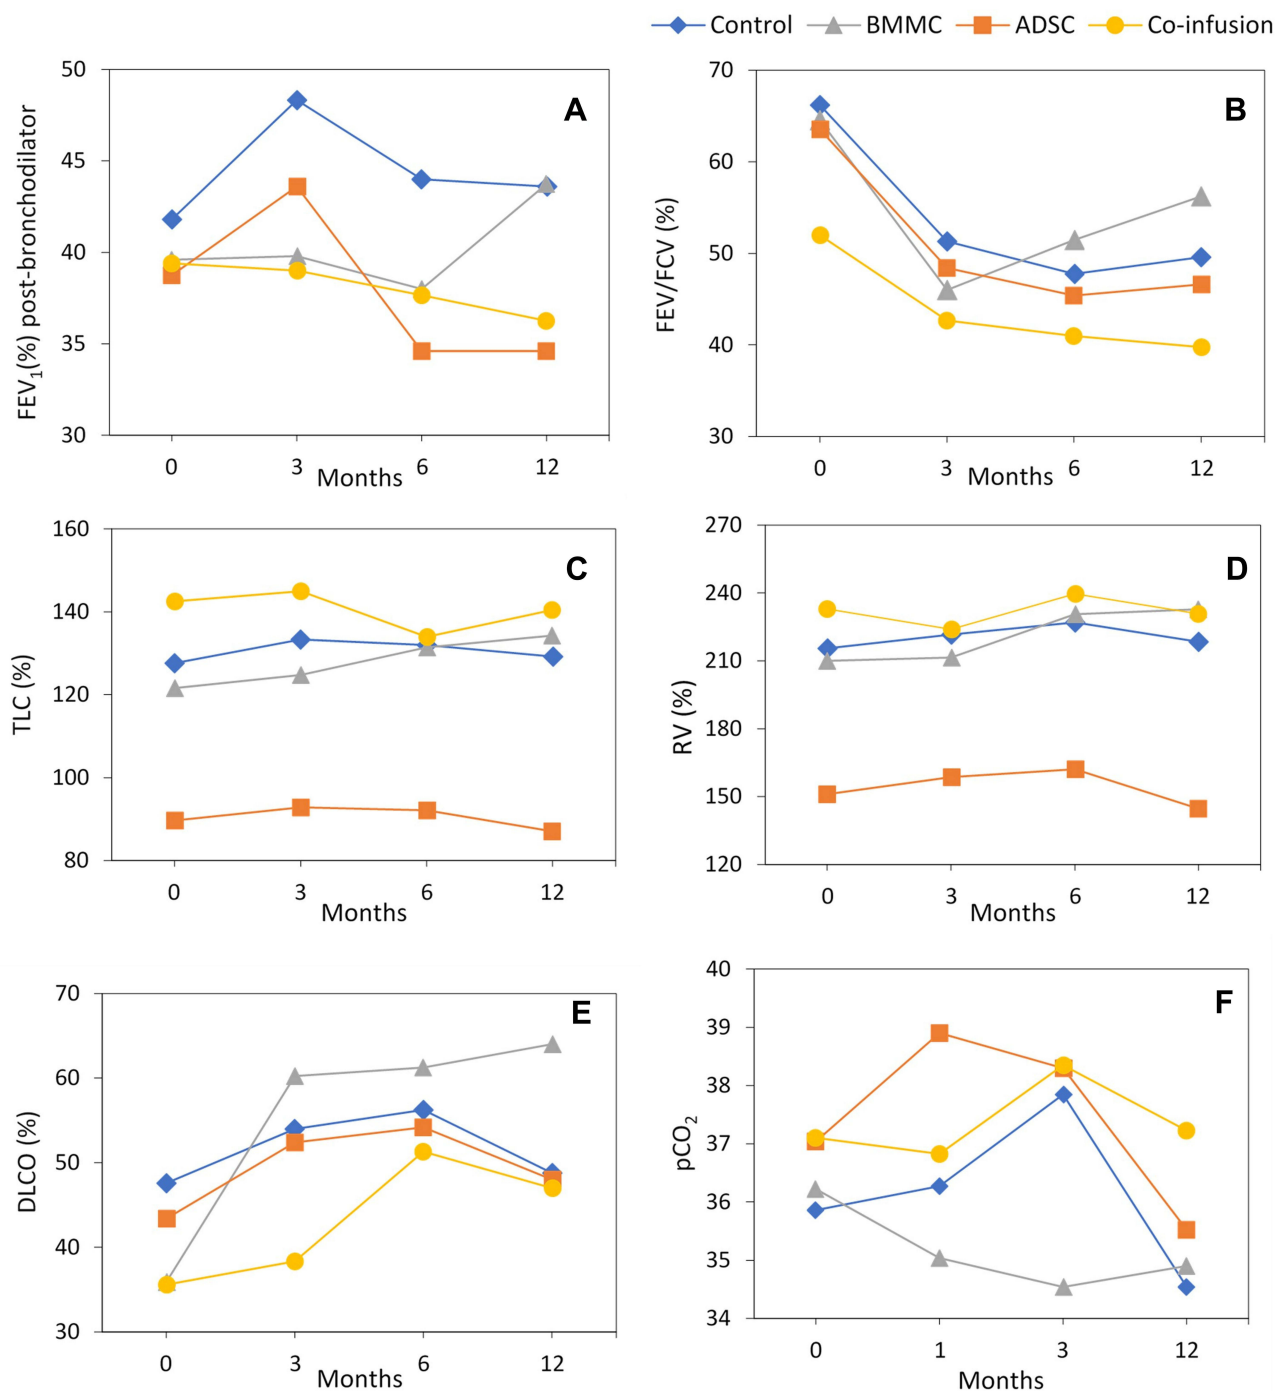 Control BMMC ADSC Co-infusion
A
FEV1(%) post-bronchodilator
50
45
40
35
30
0 3 6 12
Months
B
FEV/FCV (%)
70
60
50
40
30
0 3 6 12
Months
C
TLC (%)
160
140
120
100
80
0 3 6 12
Months
D
RV (%)
270
240
210
180
150
120
0 3 6 12
Months
E
DLCO (%)
70
60
50
40
30
0 3 6 12
Months
F
pCO2
40
39
38
37
36
35
34
0 1 3 12
Months